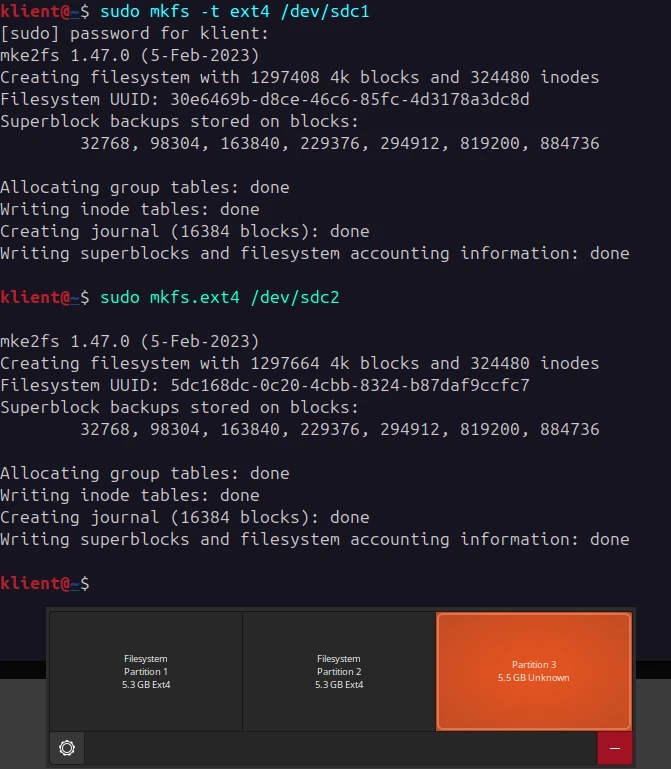 klient@~$ sudo mkfs -t ext4 /dev/sdc1
[sudo] password for klient:
mke2fs 1.47.0 (5-Feb-2023)
Creating filesystem with 1297408 4k blocks and 324480 inodes
Filesystem UUID: 30e6469b-d8ce-46c6-85fc-4d3178a3dc8d
Superblock backups stored on blocks:
32768, 98304, 163840, 229376, 294912, 819200, 884736
Allocating group tables: done
Writing inode tables: done
Creating journal (16384 blocks): done
Writing superblocks and filesystem accounting information: done
klient@~$ sudo mkfs.ext4 /dev/sdc2
mke2fs 1.47.0 (5-Feb-2023)
Creating filesystem with 1297664 4k blocks and 324480 inodes
Filesystem UUID: 5dc168dc-0c20-4cbb-8324-b87daf9ccfc7
Superblock backups stored on blocks:
32768, 98304, 163840, 229376, 294912, 819200, 884736
Allocating group tables: done
Writing inode tables: done
Creating journal (16384 blocks): done
Writing superblocks and filesystem accounting information: done
klient@~$
Filesystem
Partition 1
5.3 GB Ext4
Filesystem
Partition 2
5.3 GB Ext4
Partition 3
5.5 GB Unknown